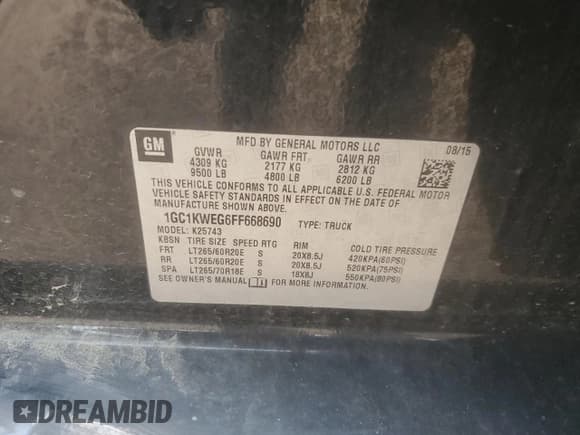 GM
MFD BY GENERAL MOTORS LLC 08/15
GVWR GAWR FRT GAWR RR
4309 KG 2177 KG 2812 KG
9500 LB 4800 LB 6200 LB
THIS VEHICLE CONFORMS TO ALL APPLICABLE U.S. FEDERAL MOTOR
VEHICLE SAFETY STANDARDS IN EFFECT ON THE DATE OF
MANUFACTURE SHOWN ABOVE.
1GC1KWEG6FF668690 TYPE: TRUCK
MODEL: K25743
KBSN TIRE SIZE SPEED RTG RIM COLD TIRE PRESSURE
FRT LT265/60R20E S 20X8.5J 420KPA(60PSI)
RR LT265/60R20E S 20X8.5J 520KPA(75PSI)
SPA LT265/70R18E S 18X8J 550KPA(80PSI)
SEE OWNER'S MANUAL FOR MORE INFORMATION.
DREAMBID